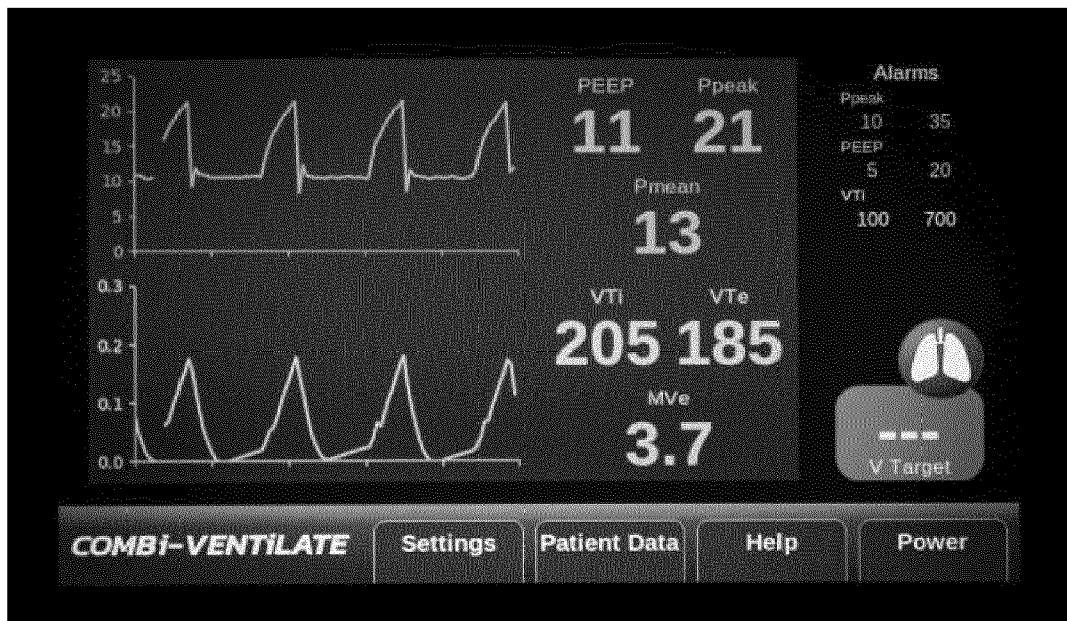 25
20
15
10
5
0
PEEP Ppeak
11 21
Pmean
13
Alarms
Ppeak
10 35
PEEP
5 20
VTi
100 700
0.3
0.2
0.1
0.0
VTi VTe
205 185
MVe
3.7
---
V Target
COMBi-VENTiLATE
Settings
Patient Data
Help
Power